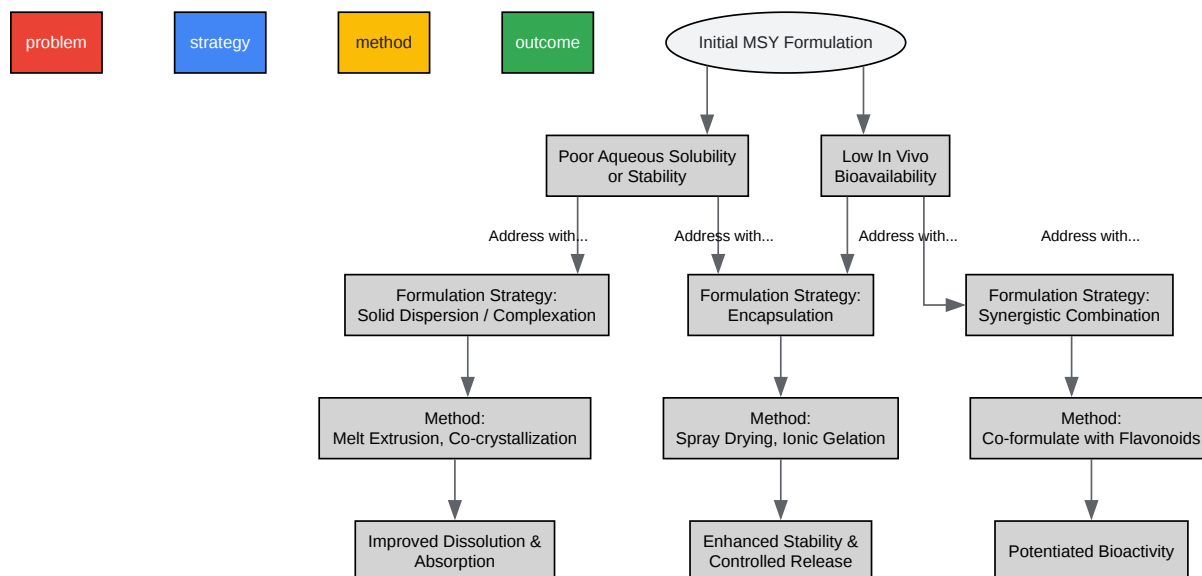 problem
strategy
method
outcome
Initial MSY Formulation
Poor Aqueous Solubility
or Stability
Low In Vivo
Bioavailability
Address with...
Address with...
Address with...
Address with...
Formulation Strategy:
Solid Dispersion / Complexation
Formulation Strategy:
Encapsulation
Formulation Strategy:
Synergistic Combination
Method:
Melt Extrusion, Co-crystallization
Method:
Spray Drying, Ionic Gelation
Method:
Co-formulate with Flavonoids
Improved Dissolution &
Absorption
Enhanced Stability &
Controlled Release
Potentiated Bioactivity